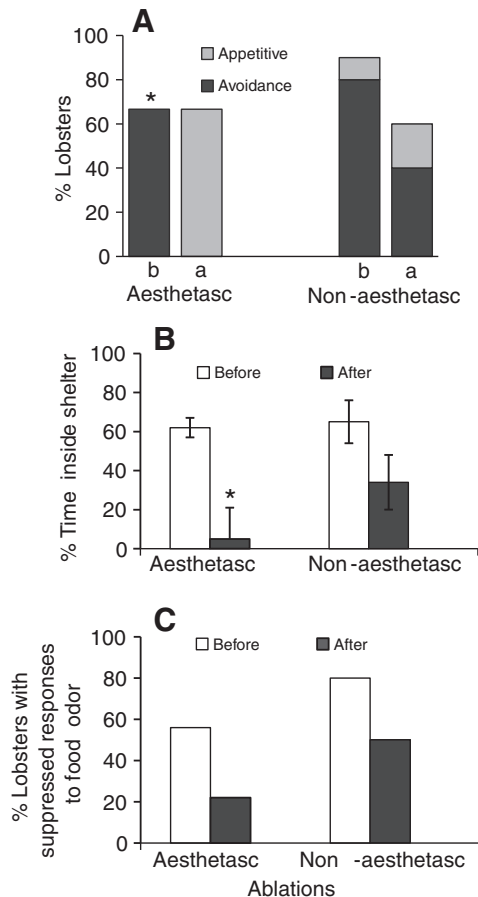 A
100
80
60
40
20
0
% Lobsters
Appetitive
Avoidance
*
b a b a
Aesthetasc Non-aesthetasc
B
100
80
60
40
20
0
% Time inside shelter
Before After
*
Aesthetasc Non-aesthetasc
C
100
80
60
40
20
0
% Lobsters with
suppressed responses
to food odor
Before After
Aesthetasc Non -aesthetasc
Ablations